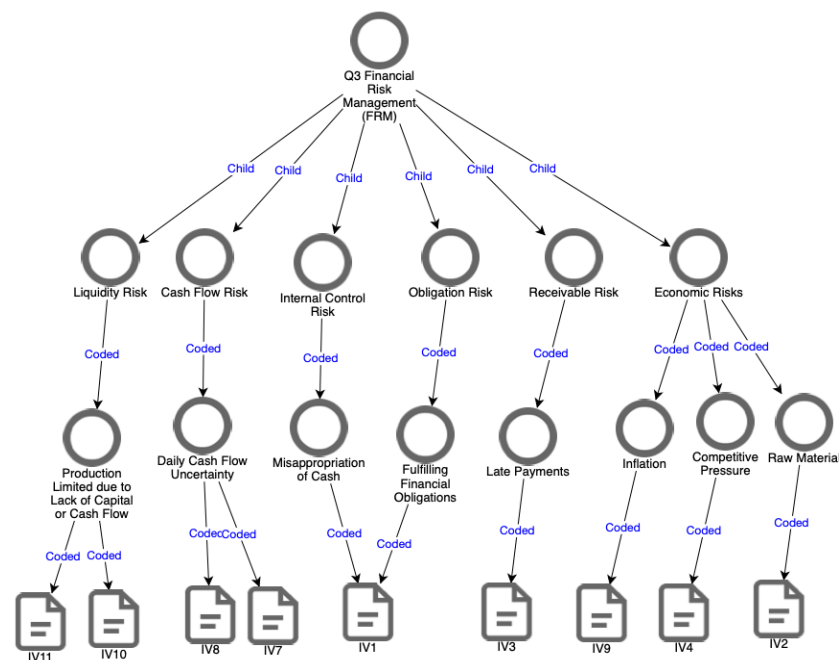 Q3 Financial
Risk
Management
(FRM)
Child
Child
Child
Child
Child
Child
Liquidity Risk
Cash Flow Risk
Internal Control
Risk
Obligation Risk
Receivable Risk
Economic Risks
Coded
Coded
Coded
Coded
Coded
Coded
Coded
Coded
Production
Limited due to
Lack of Capital
or Cash Flow
Daily Cash Flow
Uncertainty
Misappropriation
of Cash
Fulfilling
Financial
Obligations
Late Payments
Inflation
Competitive
Pressure
Raw Material
Coded
Coded
Coded
Coded
Coded
Coded
Coded
Coded
Coded
Coded
IV11
IV10
IV8
IV7
IV1
IV3
IV9
IV4
IV2